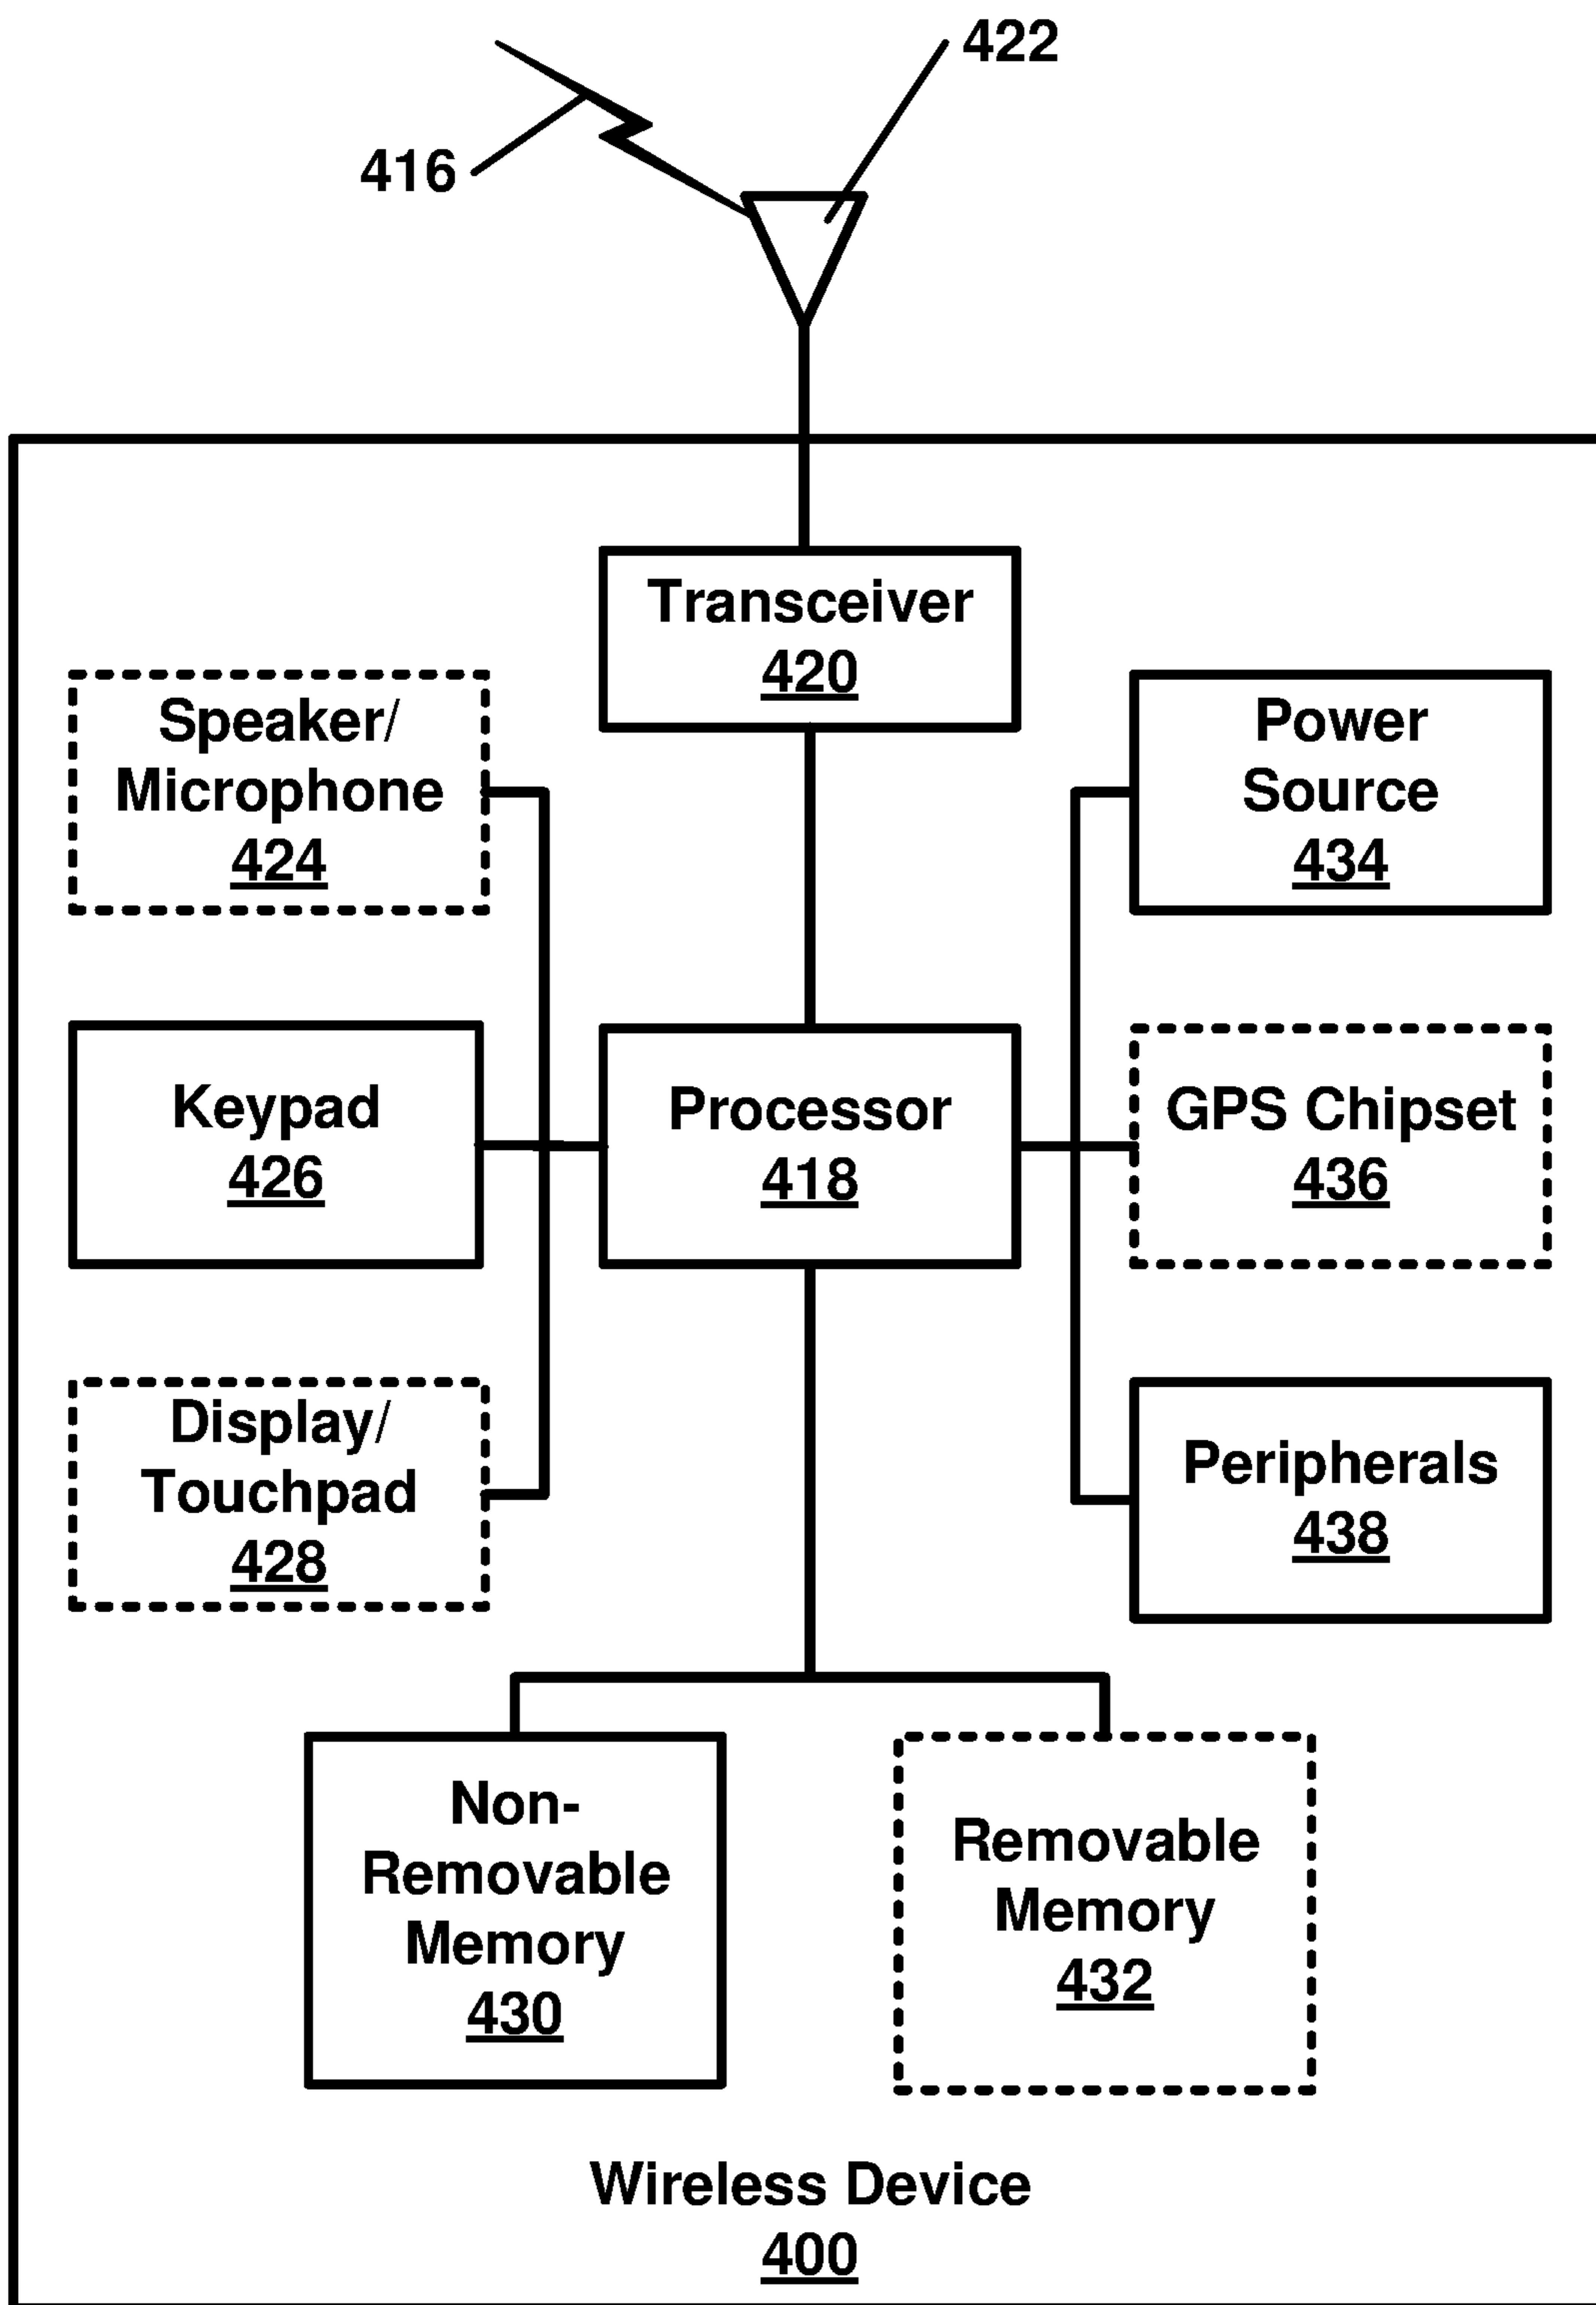 422
416
Transceiver
420
Speaker/
Microphone
424
Power
Source
434
Keypad
426
Processor
418
GPS Chipset
436
Display/
Touchpad
428
Peripherals
438
Non-
Removable
Memory
430
Removable
Memory
432
Wireless Device
400